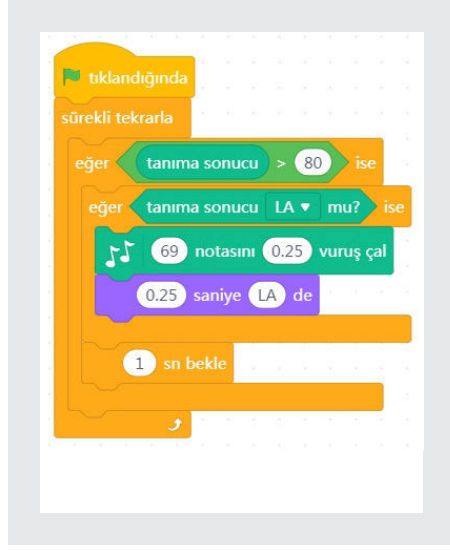 tıklandığında
sürekli tekrarla
eğer tanıma sonucu > 80 ise
eğer tanıma sonucu LA ▾ mu? ise
69 notasını 0.25 vuruş çal
0.25 saniye LA de
1 sn bekle